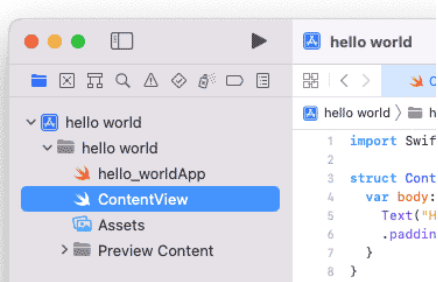 hello world
hello world
hello world
hello_worldApp
ContentView
Assets
Preview Content
C
hello world
h
1 import Swif
2
3 struct Cont
4 var body:
5 Text("H
6 .paddin
7 }
8 }